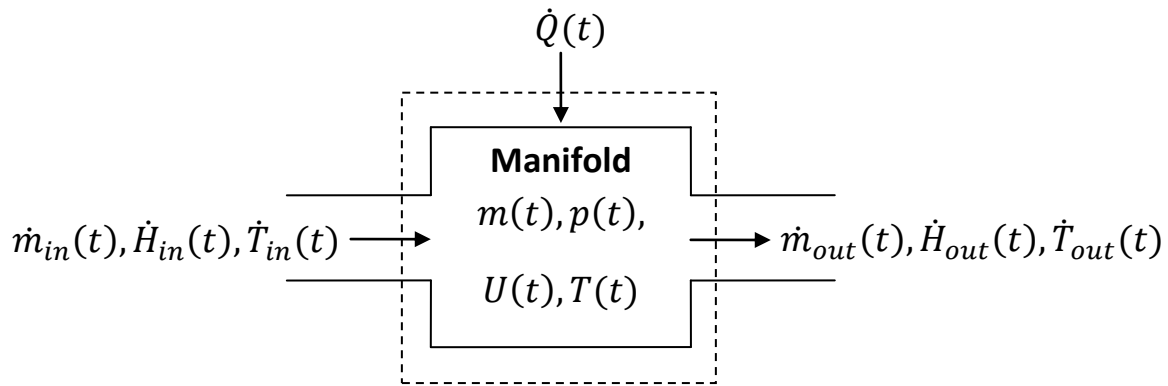 Q̇(t)
Manifold
m(t), p(t),
ṁ_in(t), Ḣ_in(t), Ṫ_in(t)
ṁ_out(t), Ḣ_out(t), Ṫ_out(t)
U(t), T(t)